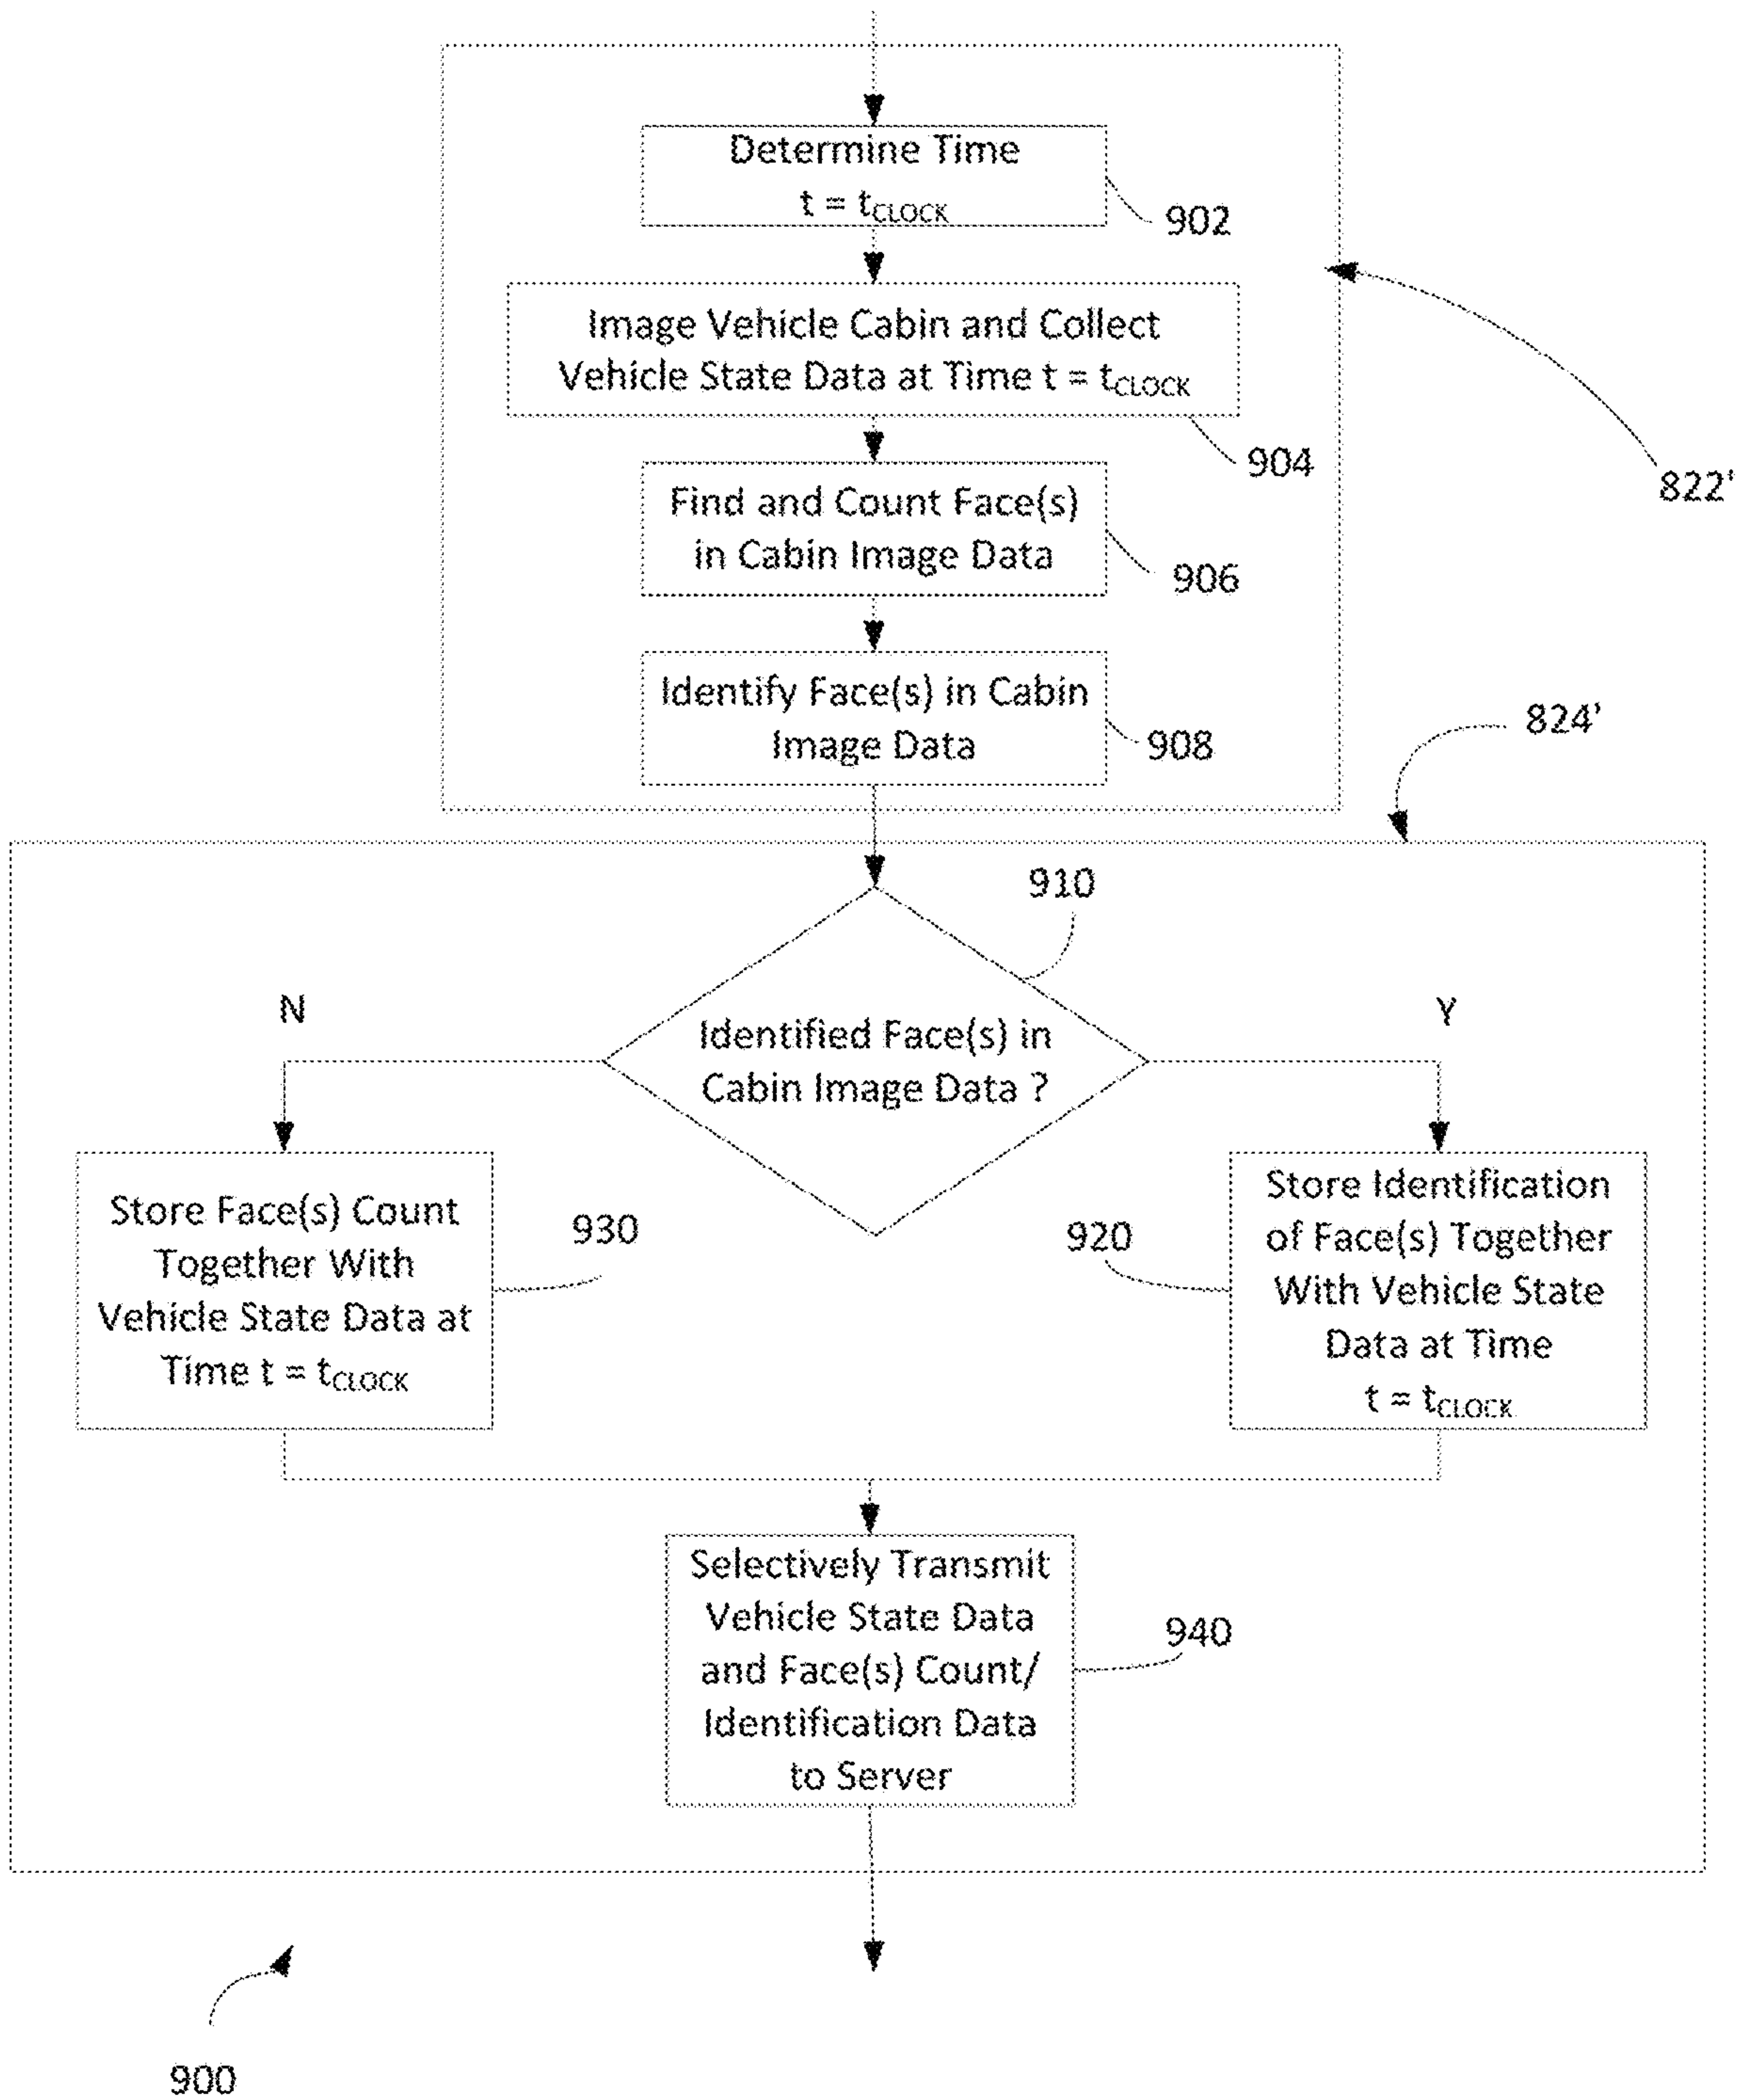 Determine Time
t = tCLOCK
902
Image Vehicle Cabin and Collect
Vehicle State Data at Time t = tCLOCK
904
822'
Find and Count Face(s)
in Cabin Image Data
906
Identify Face(s) in Cabin
Image Data
908
824'
910
N
Y
Identified Face(s) in
Cabin Image Data ?
Store Face(s) Count
Together With
Vehicle State Data at
Time t = tCLOCK
930
920
Store Identification
of Face(s) Together
With Vehicle State
Data at Time
t = tCLOCK
Selectively Transmit
Vehicle State Data
and Face(s) Count/
Identification Data
to Server
940
900